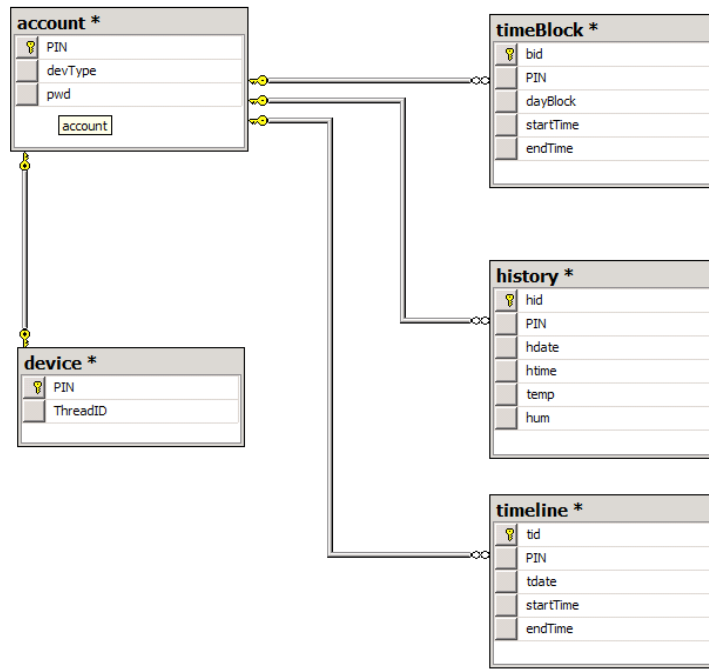 account *
PIN
devType
pwd
account
timeBlock *
bid
PIN
dayBlock
startTime
endTime
history *
hid
PIN
hdate
htime
temp
hum
device *
PIN
ThreadID
timeline *
tid
PIN
tdate
startTime
endTime